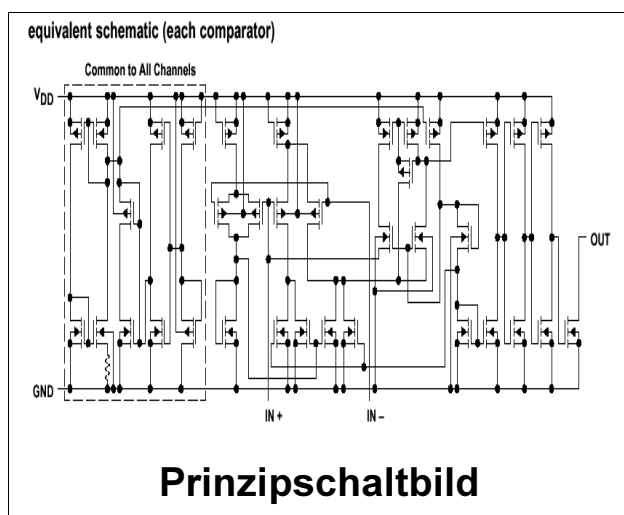 equivalent schematic (each comparator)
Common to All Channels
VDD
OUT
GND
IN +
IN –
Prinzipschaltbild